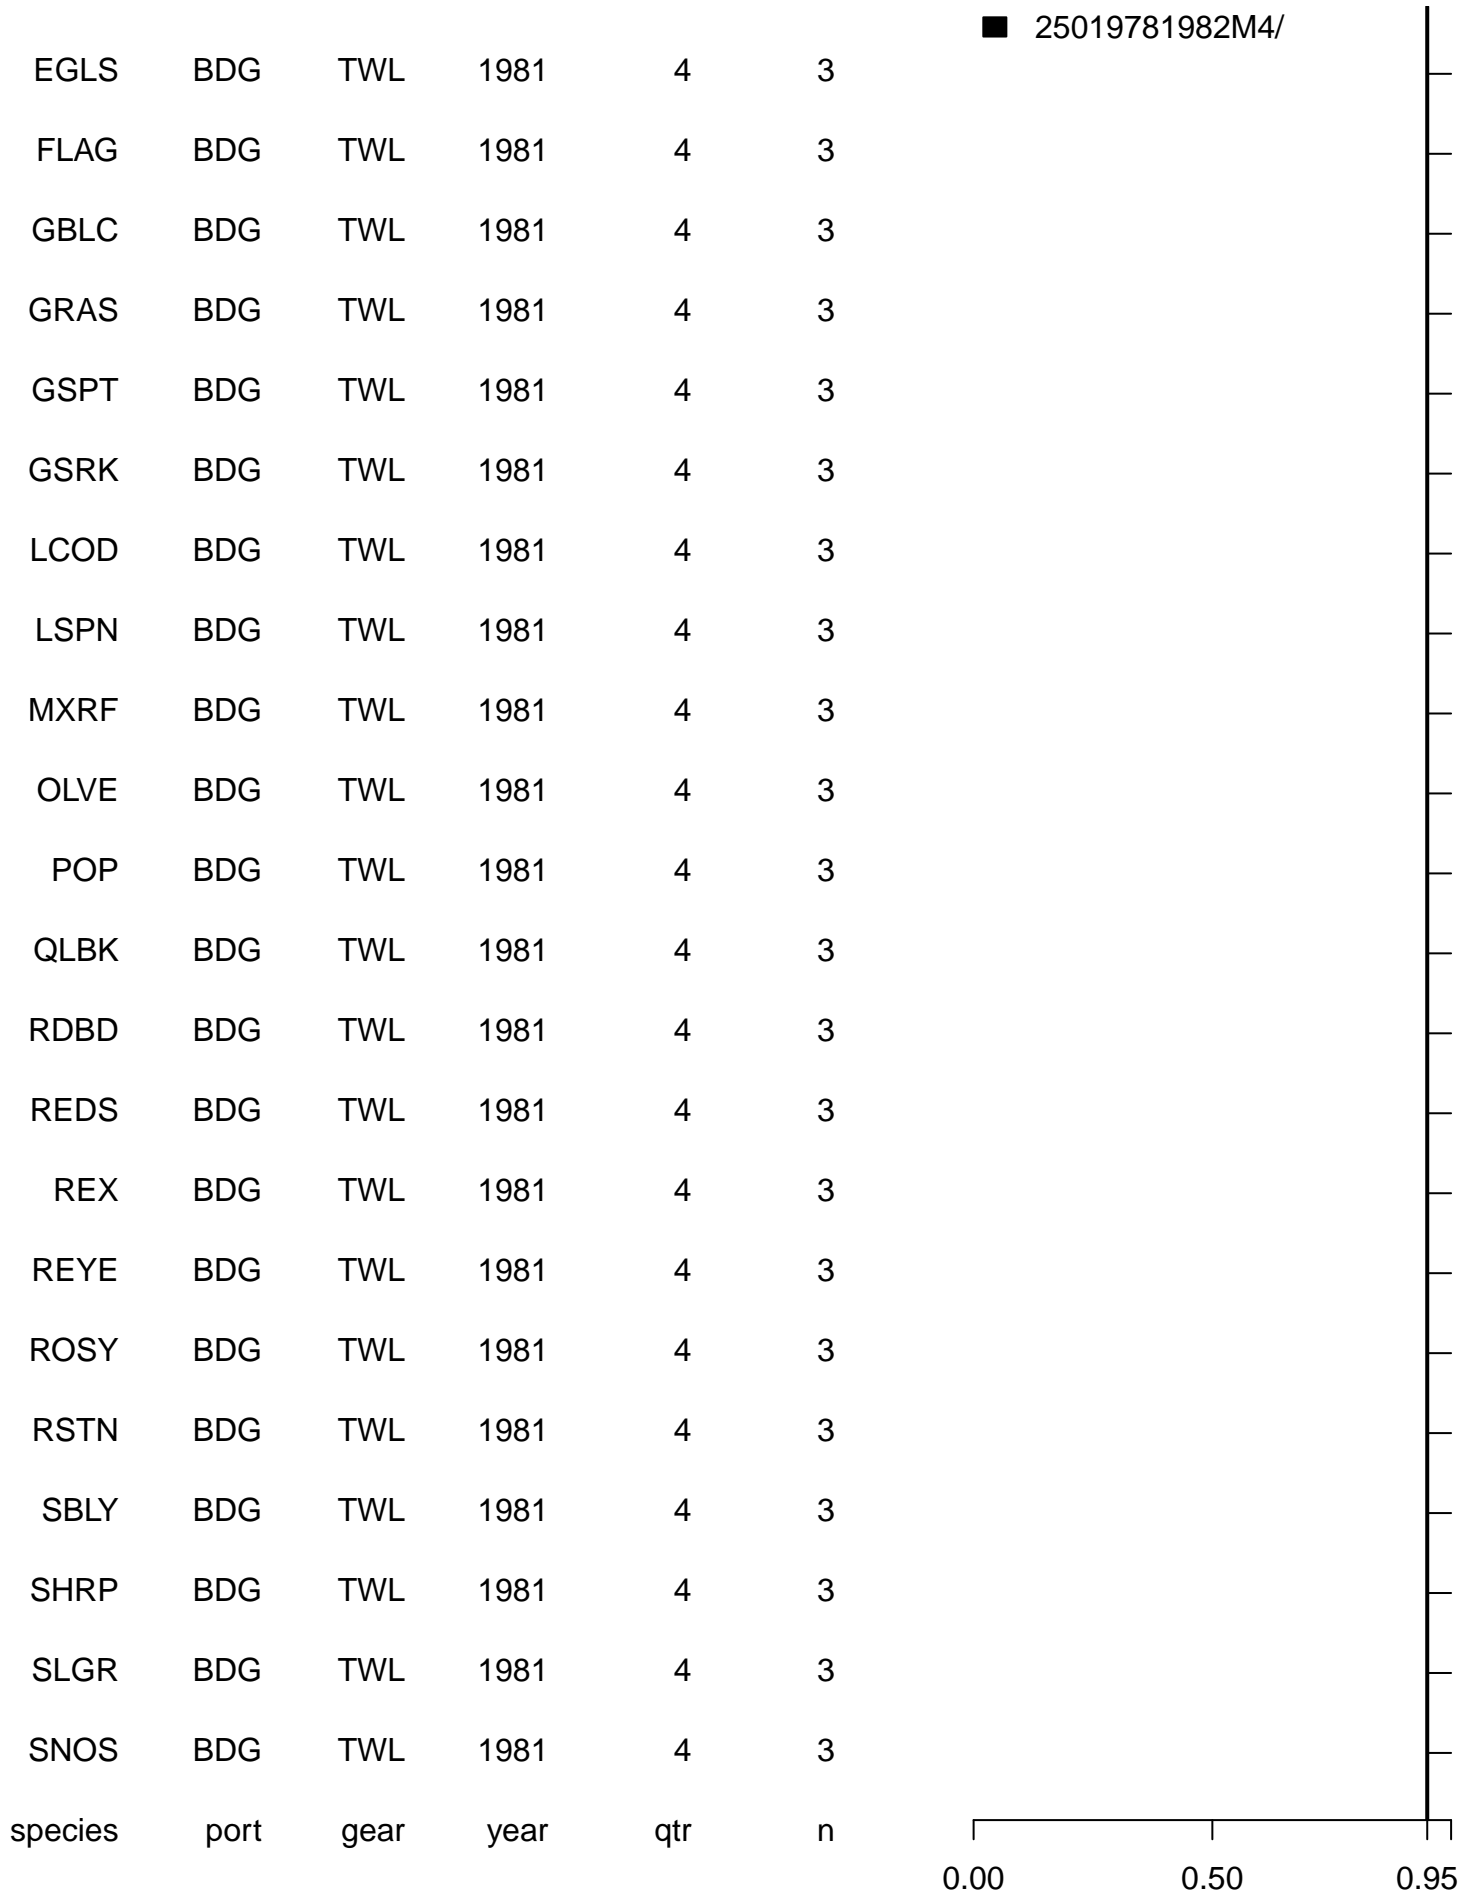 25019781982M4/
EGLS BDG TWL 1981 4 3
FLAG BDG TWL 1981 4 3
GBLC BDG TWL 1981 4 3
GRAS BDG TWL 1981 4 3
GSPT BDG TWL 1981 4 3
GSRK BDG TWL 1981 4 3
LCOD BDG TWL 1981 4 3
LSPN BDG TWL 1981 4 3
MXRF BDG TWL 1981 4 3
OLVE BDG TWL 1981 4 3
POP BDG TWL 1981 4 3
QLBK BDG TWL 1981 4 3
RDBD BDG TWL 1981 4 3
REDS BDG TWL 1981 4 3
REX BDG TWL 1981 4 3
REYE BDG TWL 1981 4 3
ROSY BDG TWL 1981 4 3
RSTN BDG TWL 1981 4 3
SBLY BDG TWL 1981 4 3
SHRP BDG TWL 1981 4 3
SLGR BDG TWL 1981 4 3
SNOS BDG TWL 1981 4 3
species port gear year qtr n
0.00 0.50 0.95